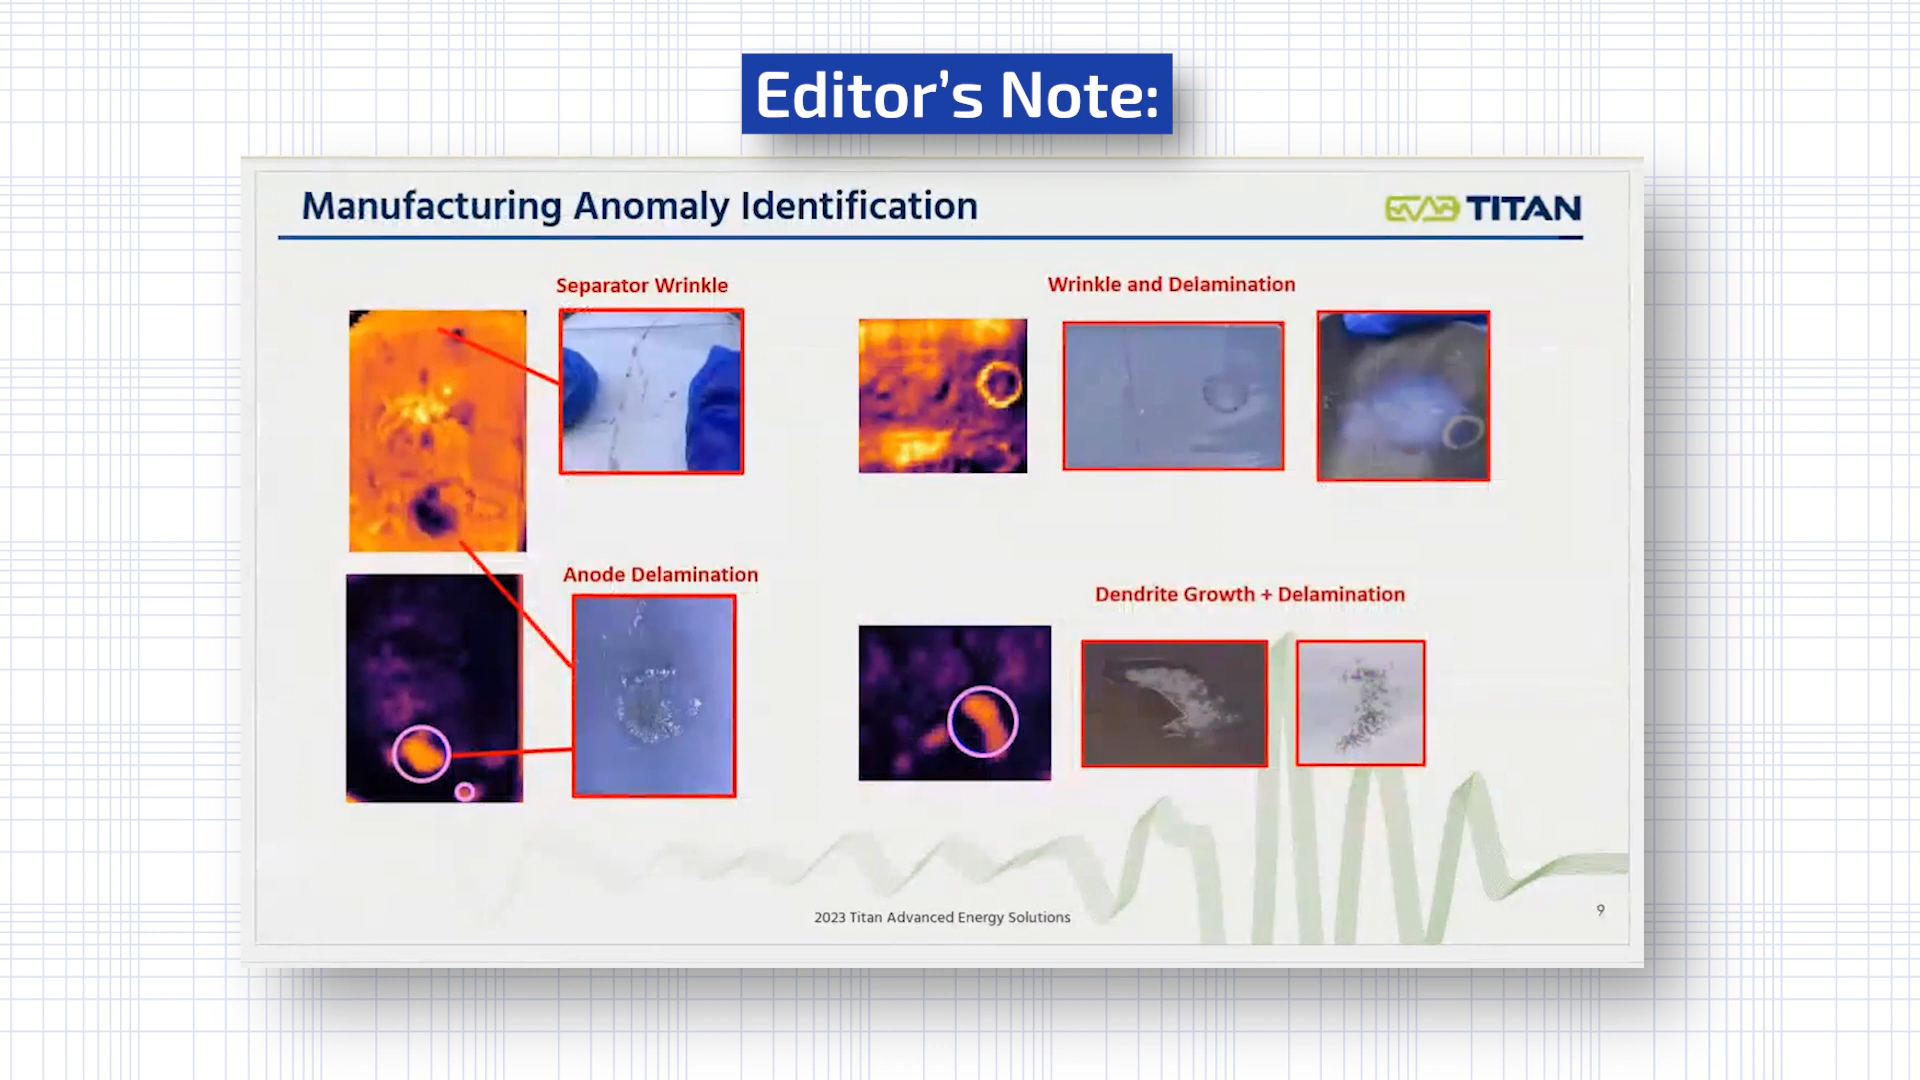 Editor's Note:
Manufacturing Anomaly Identification
TITAN
Separator Wrinkle
Wrinkle and Delamination
Anode Delamination
Dendrite Growth + Delamination
2023 Titan Advanced Energy Solutions
9